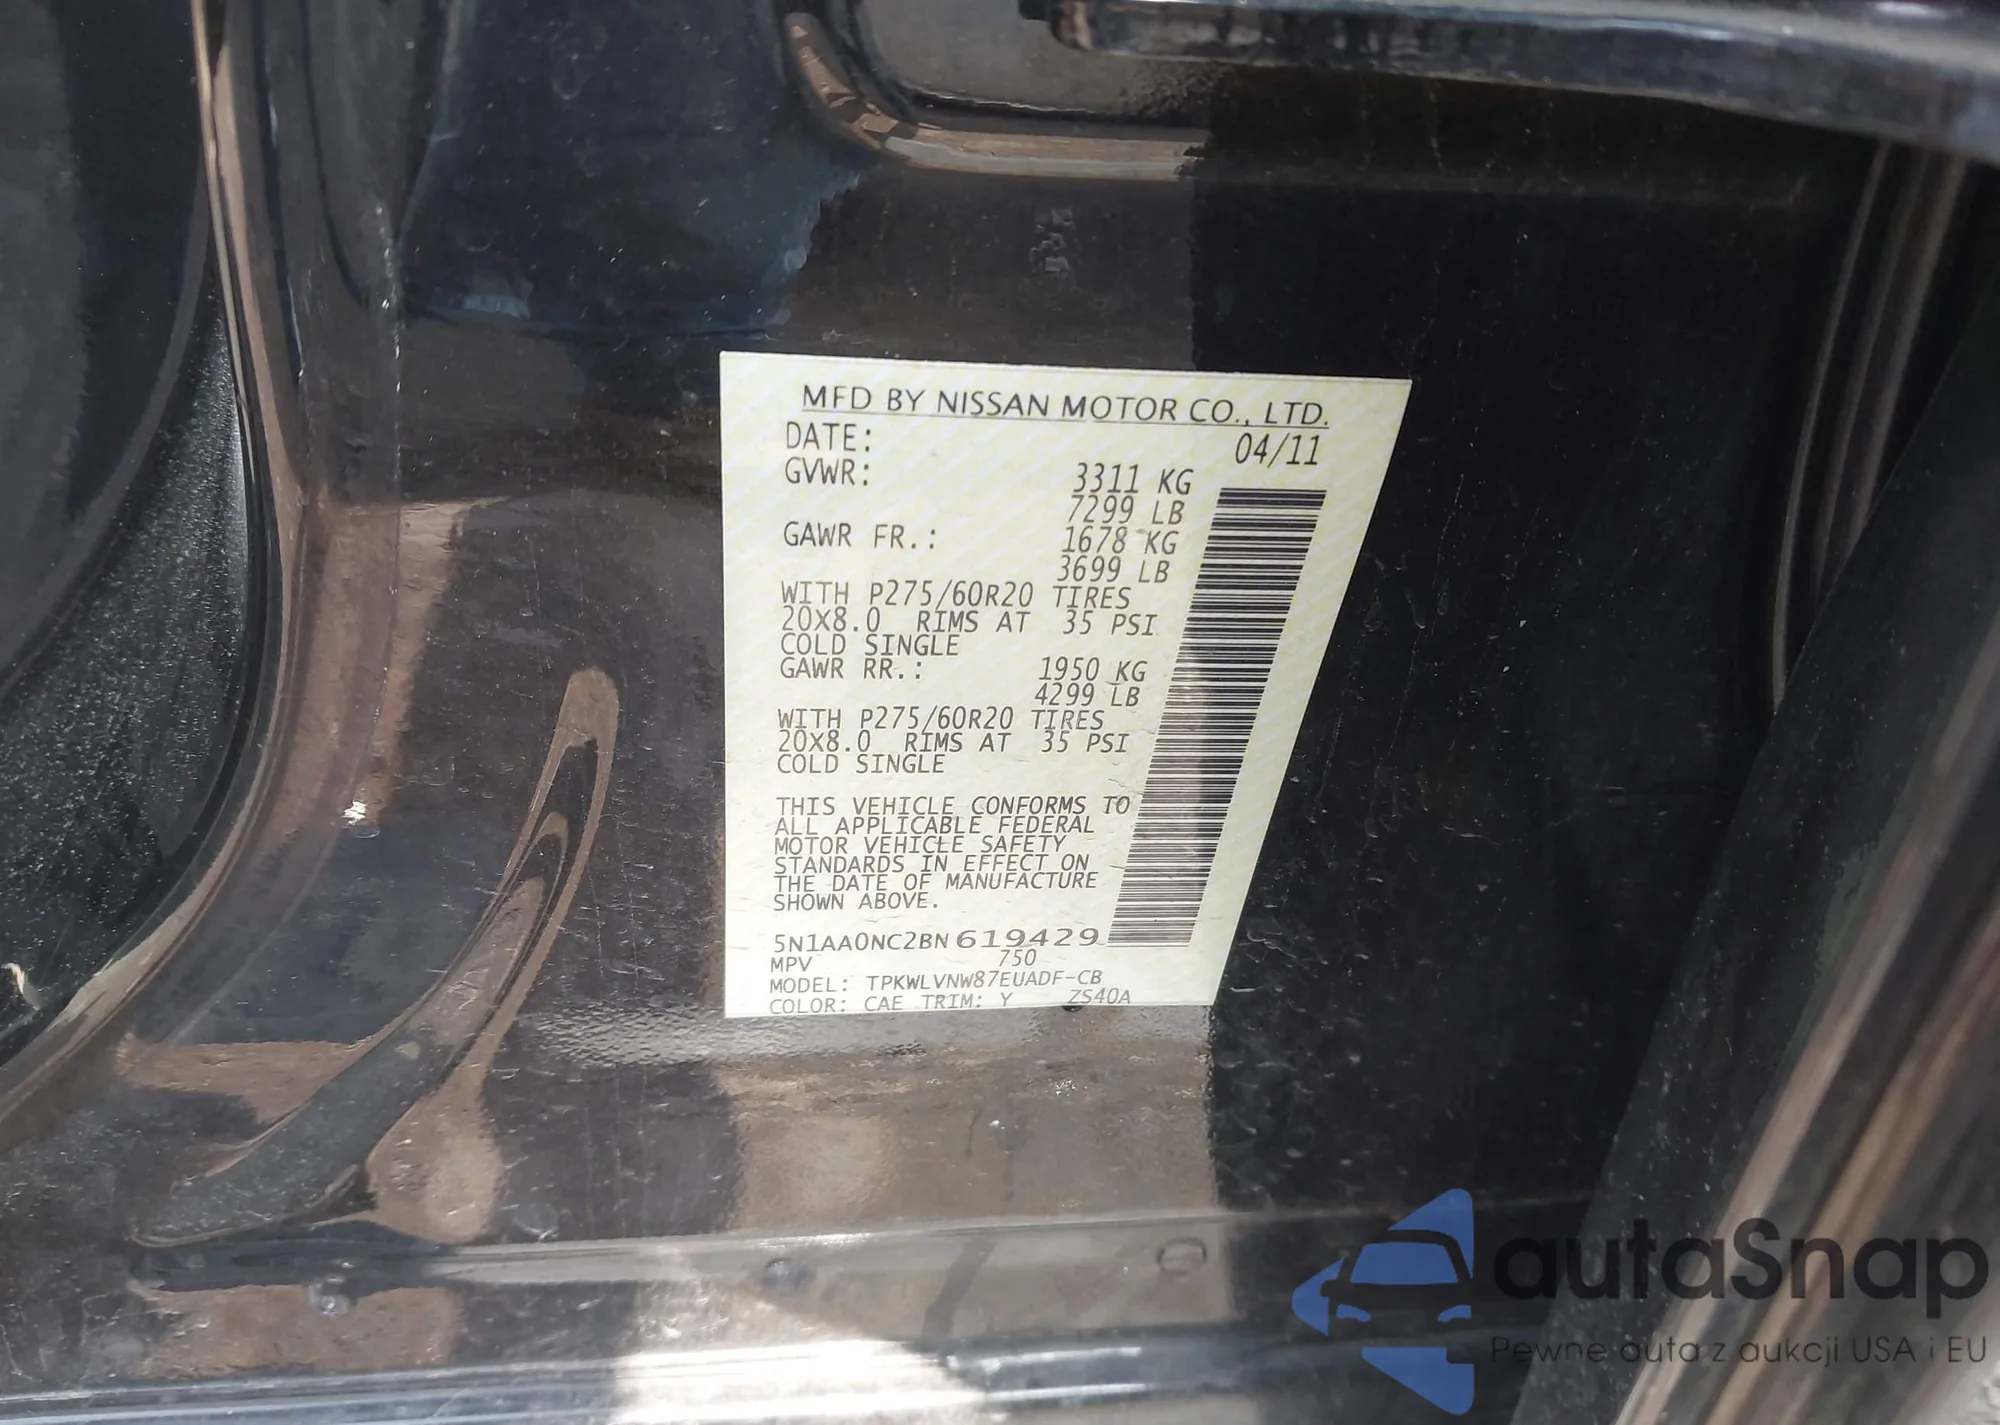 MFD BY NISSAN MOTOR CO., LTD.
DATE: 04/11
GVWR: 3311 KG
7299 LB
GAWR FR.: 1678 KG
3699 LB
WITH P275/60R20 TIRES
20X8.0 RIMS AT 35 PSI
COLD SINGLE
GAWR RR.: 1950 KG
4299 LB
WITH P275/60R20 TIRES
20X8.0 RIMS AT 35 PSI
COLD SINGLE
THIS VEHICLE CONFORMS TO
ALL APPLICABLE FEDERAL
MOTOR VEHICLE SAFETY
STANDARDS IN EFFECT ON
THE DATE OF MANUFACTURE
SHOWN ABOVE.
5N1AA0NC2BN619429
MPV 750
MODEL: TPKWLVNW87EUADF-CB
COLOR: CAE TRIM: Y ZS40A
autaSnap
Pewne auta z aukcji USA i EU